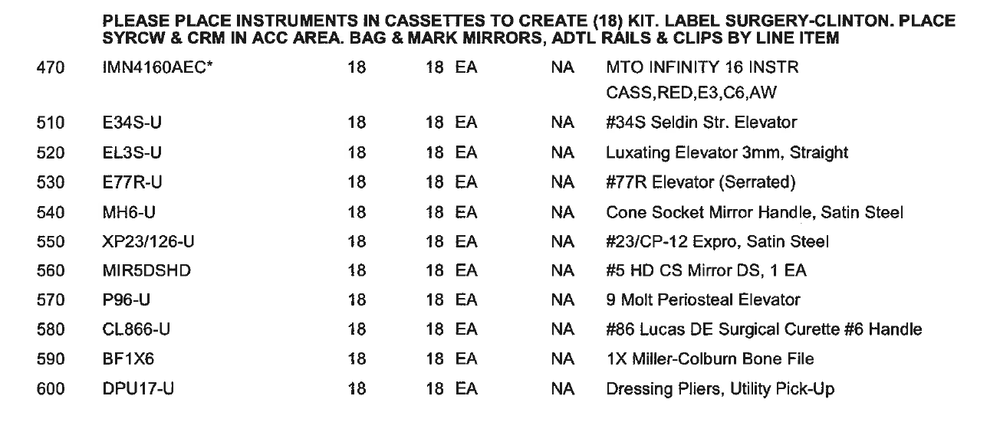 PLEASE PLACE INSTRUMENTS IN CASSETTES TO CREATE (18) KIT. LABEL SURGERY-CLINTON. PLACE
SYRCW & CRM IN ACC AREA. BAG & MARK MIRRORS, ADTL RAILS & CLIPS BY LINE ITEM
470 IMN4160AEC* 18 18 EA NA MTO INFINITY 16 INSTR
CASS,RED,E3,C6,AW
510 E34S-U 18 18 EA NA #34S Seldin Str. Elevator
520 EL3S-U 18 18 EA NA Luxating Elevator 3mm, Straight
530 E77R-U 18 18 EA NA #77R Elevator (Serrated)
540 MH6-U 18 18 EA NA Cone Socket Mirror Handle, Satin Steel
550 XP23/126-U 18 18 EA NA #23/CP-12 Expro, Satin Steel
560 MIR5DSHD 18 18 EA NA #5 HD CS Mirror DS, 1 EA
570 P96-U 18 18 EA NA 9 Molt Periosteal Elevator
580 CL866-U 18 18 EA NA #86 Lucas DE Surgical Curette #6 Handle
590 BF1X6 18 18 EA NA 1X Miller-Colburn Bone File
600 DPU17-U 18 18 EA NA Dressing Pliers, Utility Pick-Up